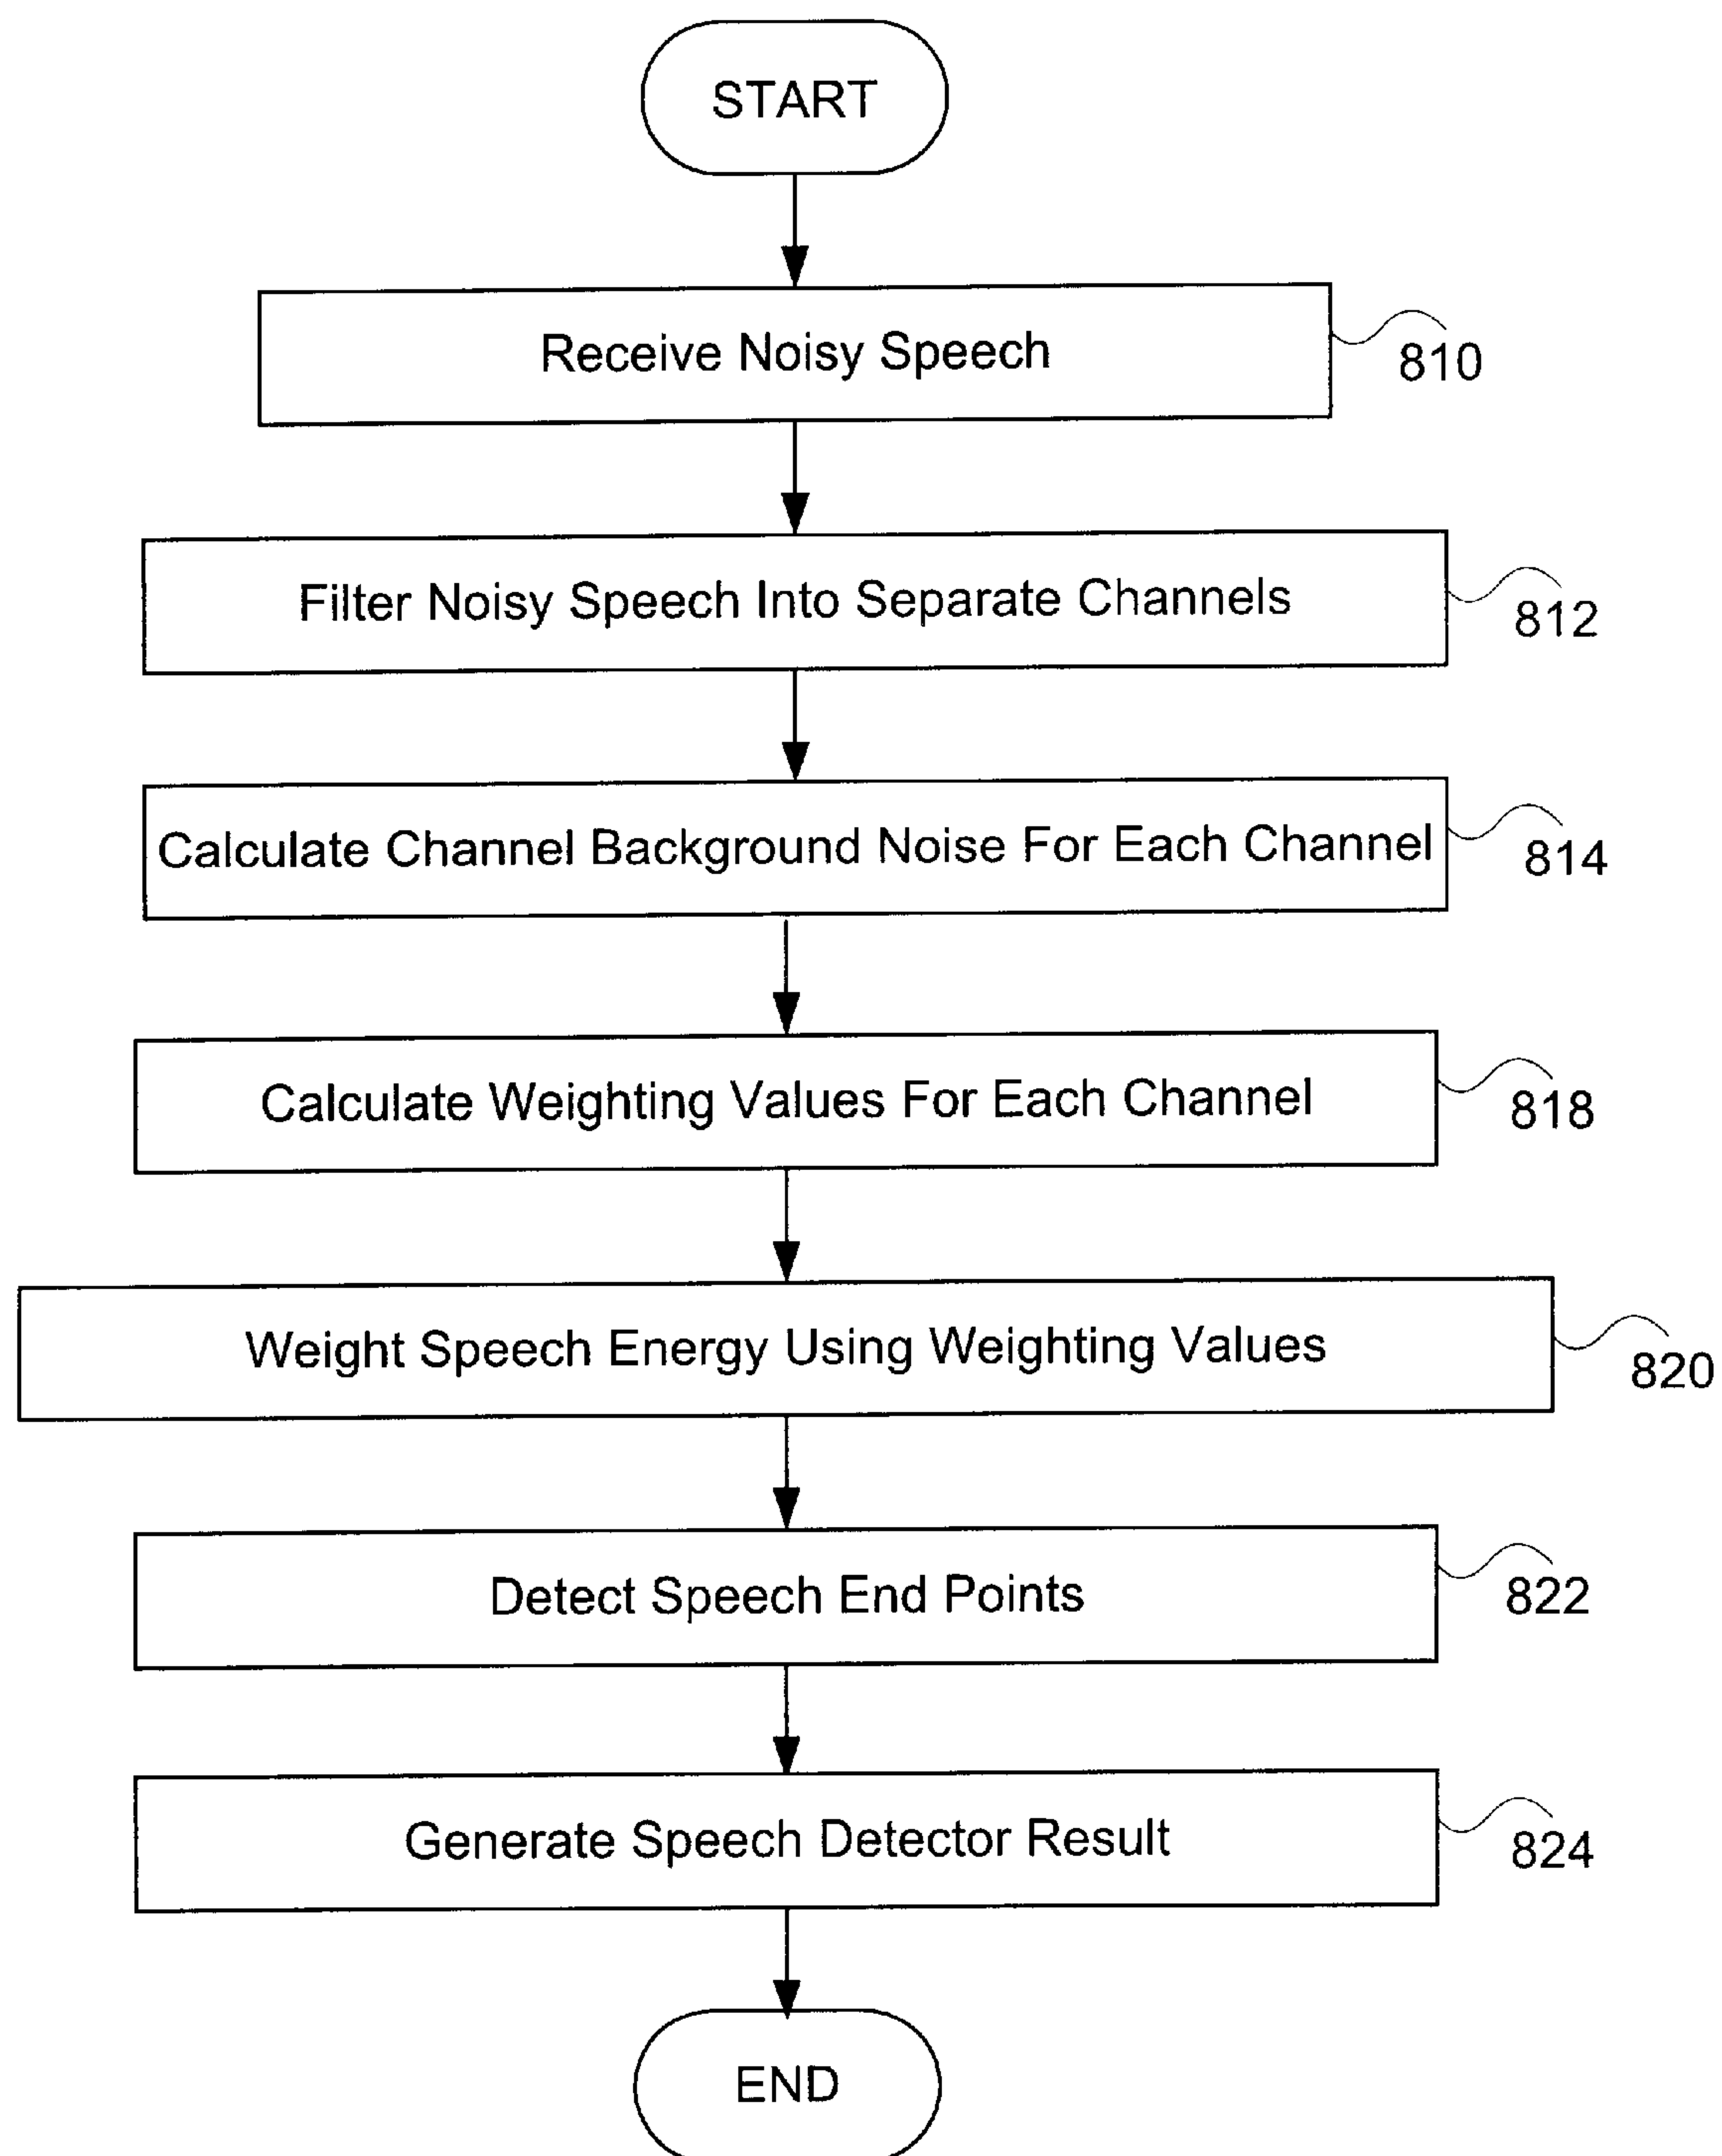 START
Receive Noisy Speech
810
Filter Noisy Speech Into Separate Channels
812
Calculate Channel Background Noise For Each Channel
814
Calculate Weighting Values For Each Channel
818
Weight Speech Energy Using Weighting Values
820
Detect Speech End Points
822
Generate Speech Detector Result
824
END